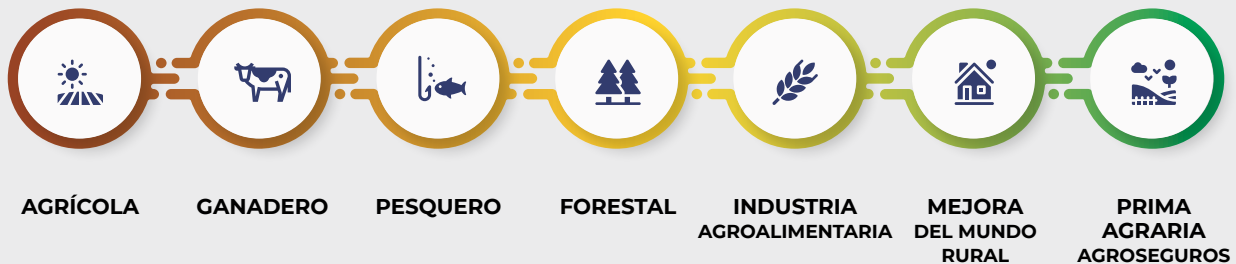 AGRÍCOLA
GANADERO
PESQUERO
FORESTAL
INDUSTRIA
AGROALIMENTARIA
MEJORA
DEL MUNDO
RURAL
PRIMA
AGRARIA
AGROSEGUROS